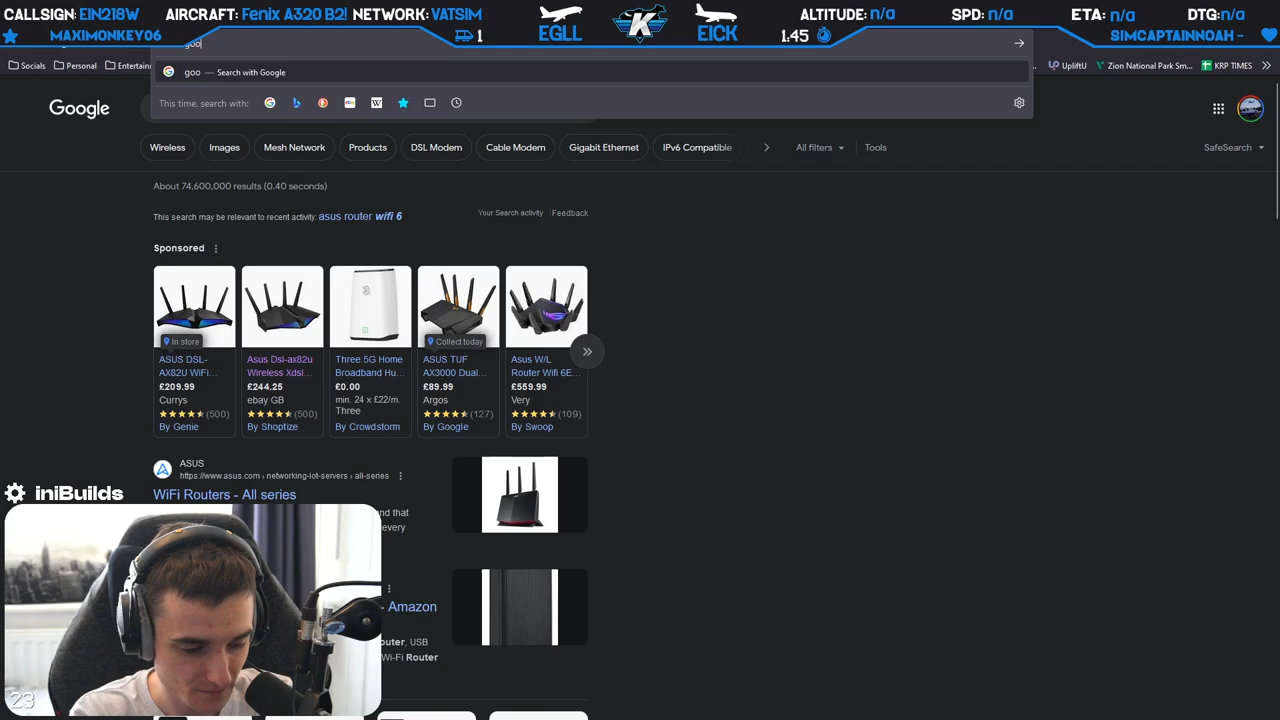 CALLSIGN: EIN218W AIRCRAFT: Fenix A320 B2! NETWORK: VATSIM
ALTITUDE: n/a SPD: n/a ETA: n/a DTG: n/a
MAXIMONKEY06
1
EGLL
K
EICK
1:45
SIMCAPTAINNOAH -
goo
Socials
Personal
UpliftU
Zion National Park Sm...
KRP TIMES
goo — Search with Google
This time, search with:
Google
Wireless
Images
Mesh Network
Products
DSL Modem
Cable Modem
Gigabit Ethernet
IPv6 Compatible
All filters
Tools
SafeSearch
About 74,600,000 results (0.40 seconds)
This search may be relevant to recent activity: asus router wifi 6
Your Search activity
Feedback
Sponsored
In store
Collect today
ASUS DSL-
AX82U WiFi...
£209.99
Currys
(500)
By Genie
Asus Dsl-ax82u
Wireless Xdsl...
£244.25
ebay GB
(500)
By Shoptize
Three 5G Home
Broadband Hu...
£0.00
min. 24 x £22/m.
Three
By Crowdstorm
ASUS TUF
AX3000 Dual...
£89.99
Argos
(127)
By Google
Asus W/L
Router Wifi 6E...
£559.99
Very
(109)
By Swoop
ASUS
https://www.asus.com › networking-iot-servers › all-series
WiFi Routers - All series
nd that
every
- Amazon
outer, USB
Wi-Fi Router
iniBuilds
23